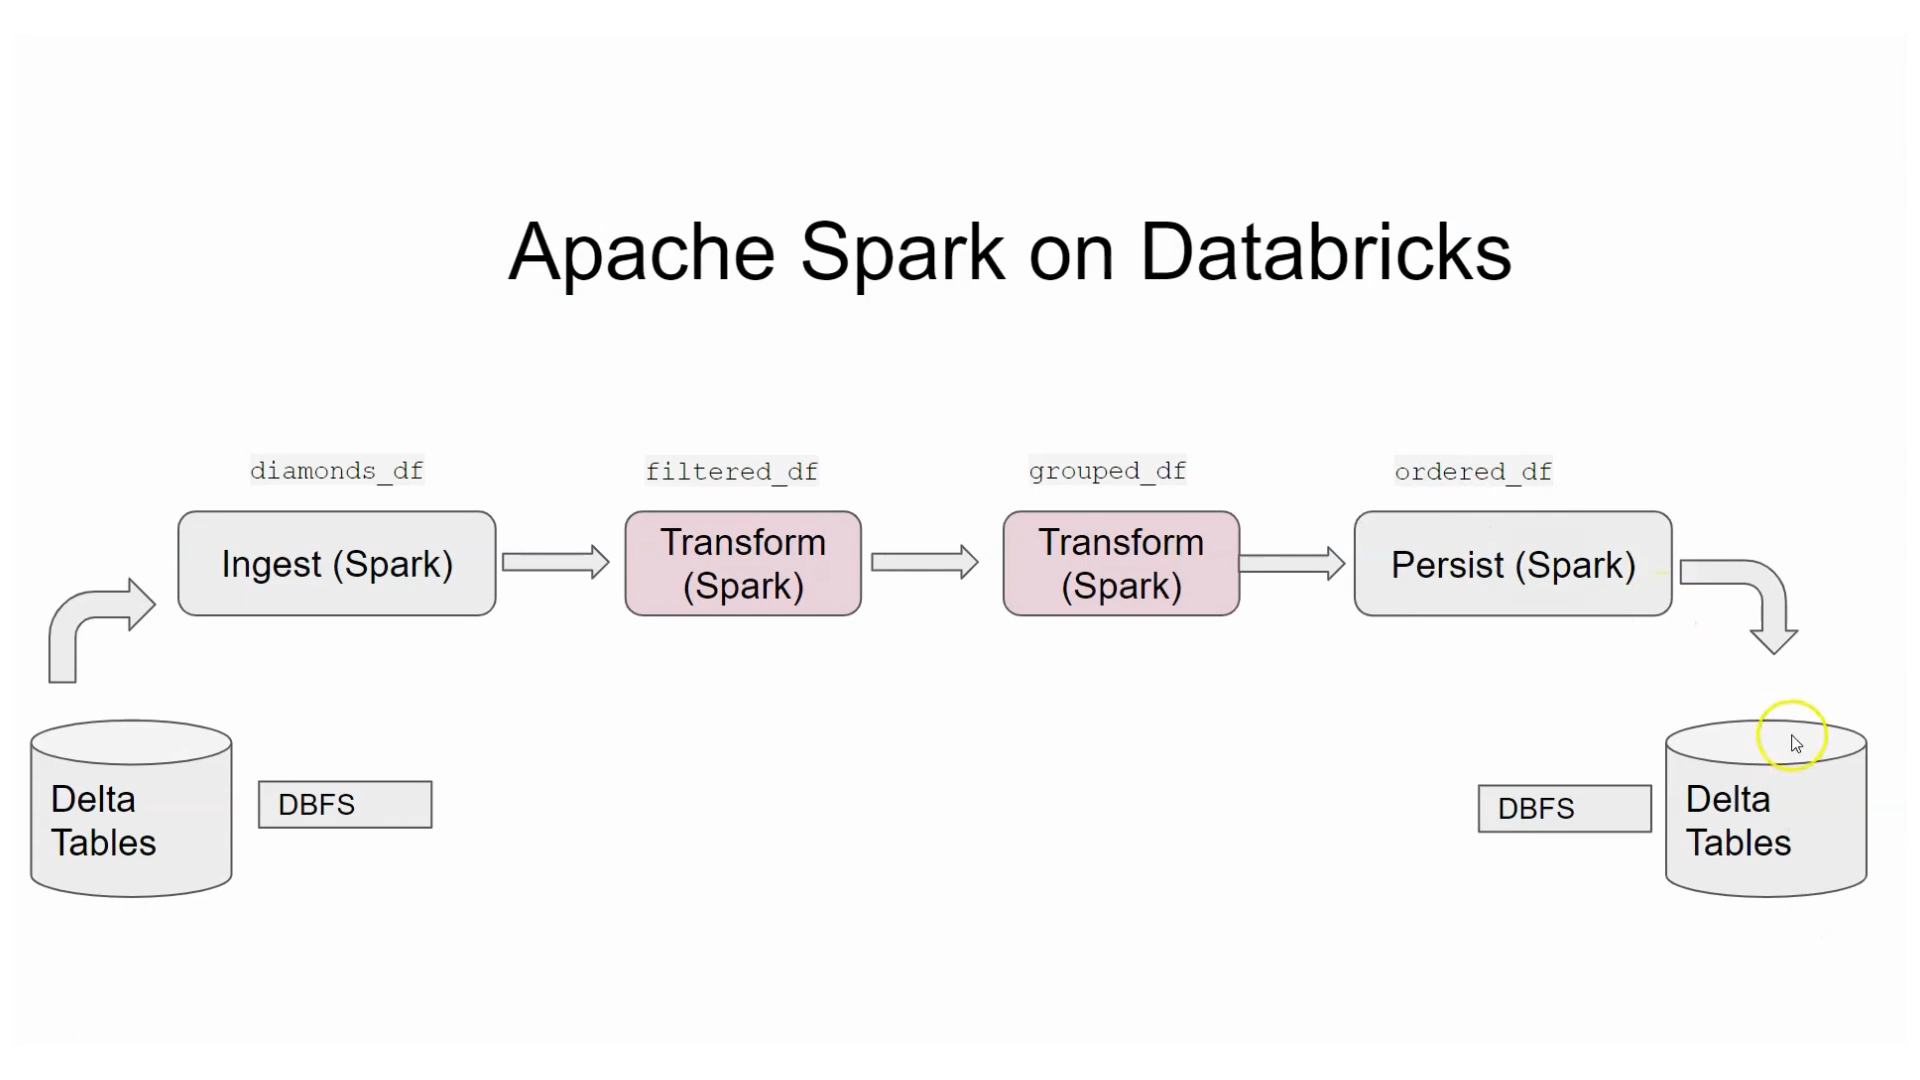 Apache Spark on Databricks
diamonds_df
filtered_df
grouped_df
ordered_df
Ingest (Spark)
Transform
(Spark)
Transform
(Spark)
Persist (Spark)
Delta
Tables
DBFS
DBFS
Delta
Tables